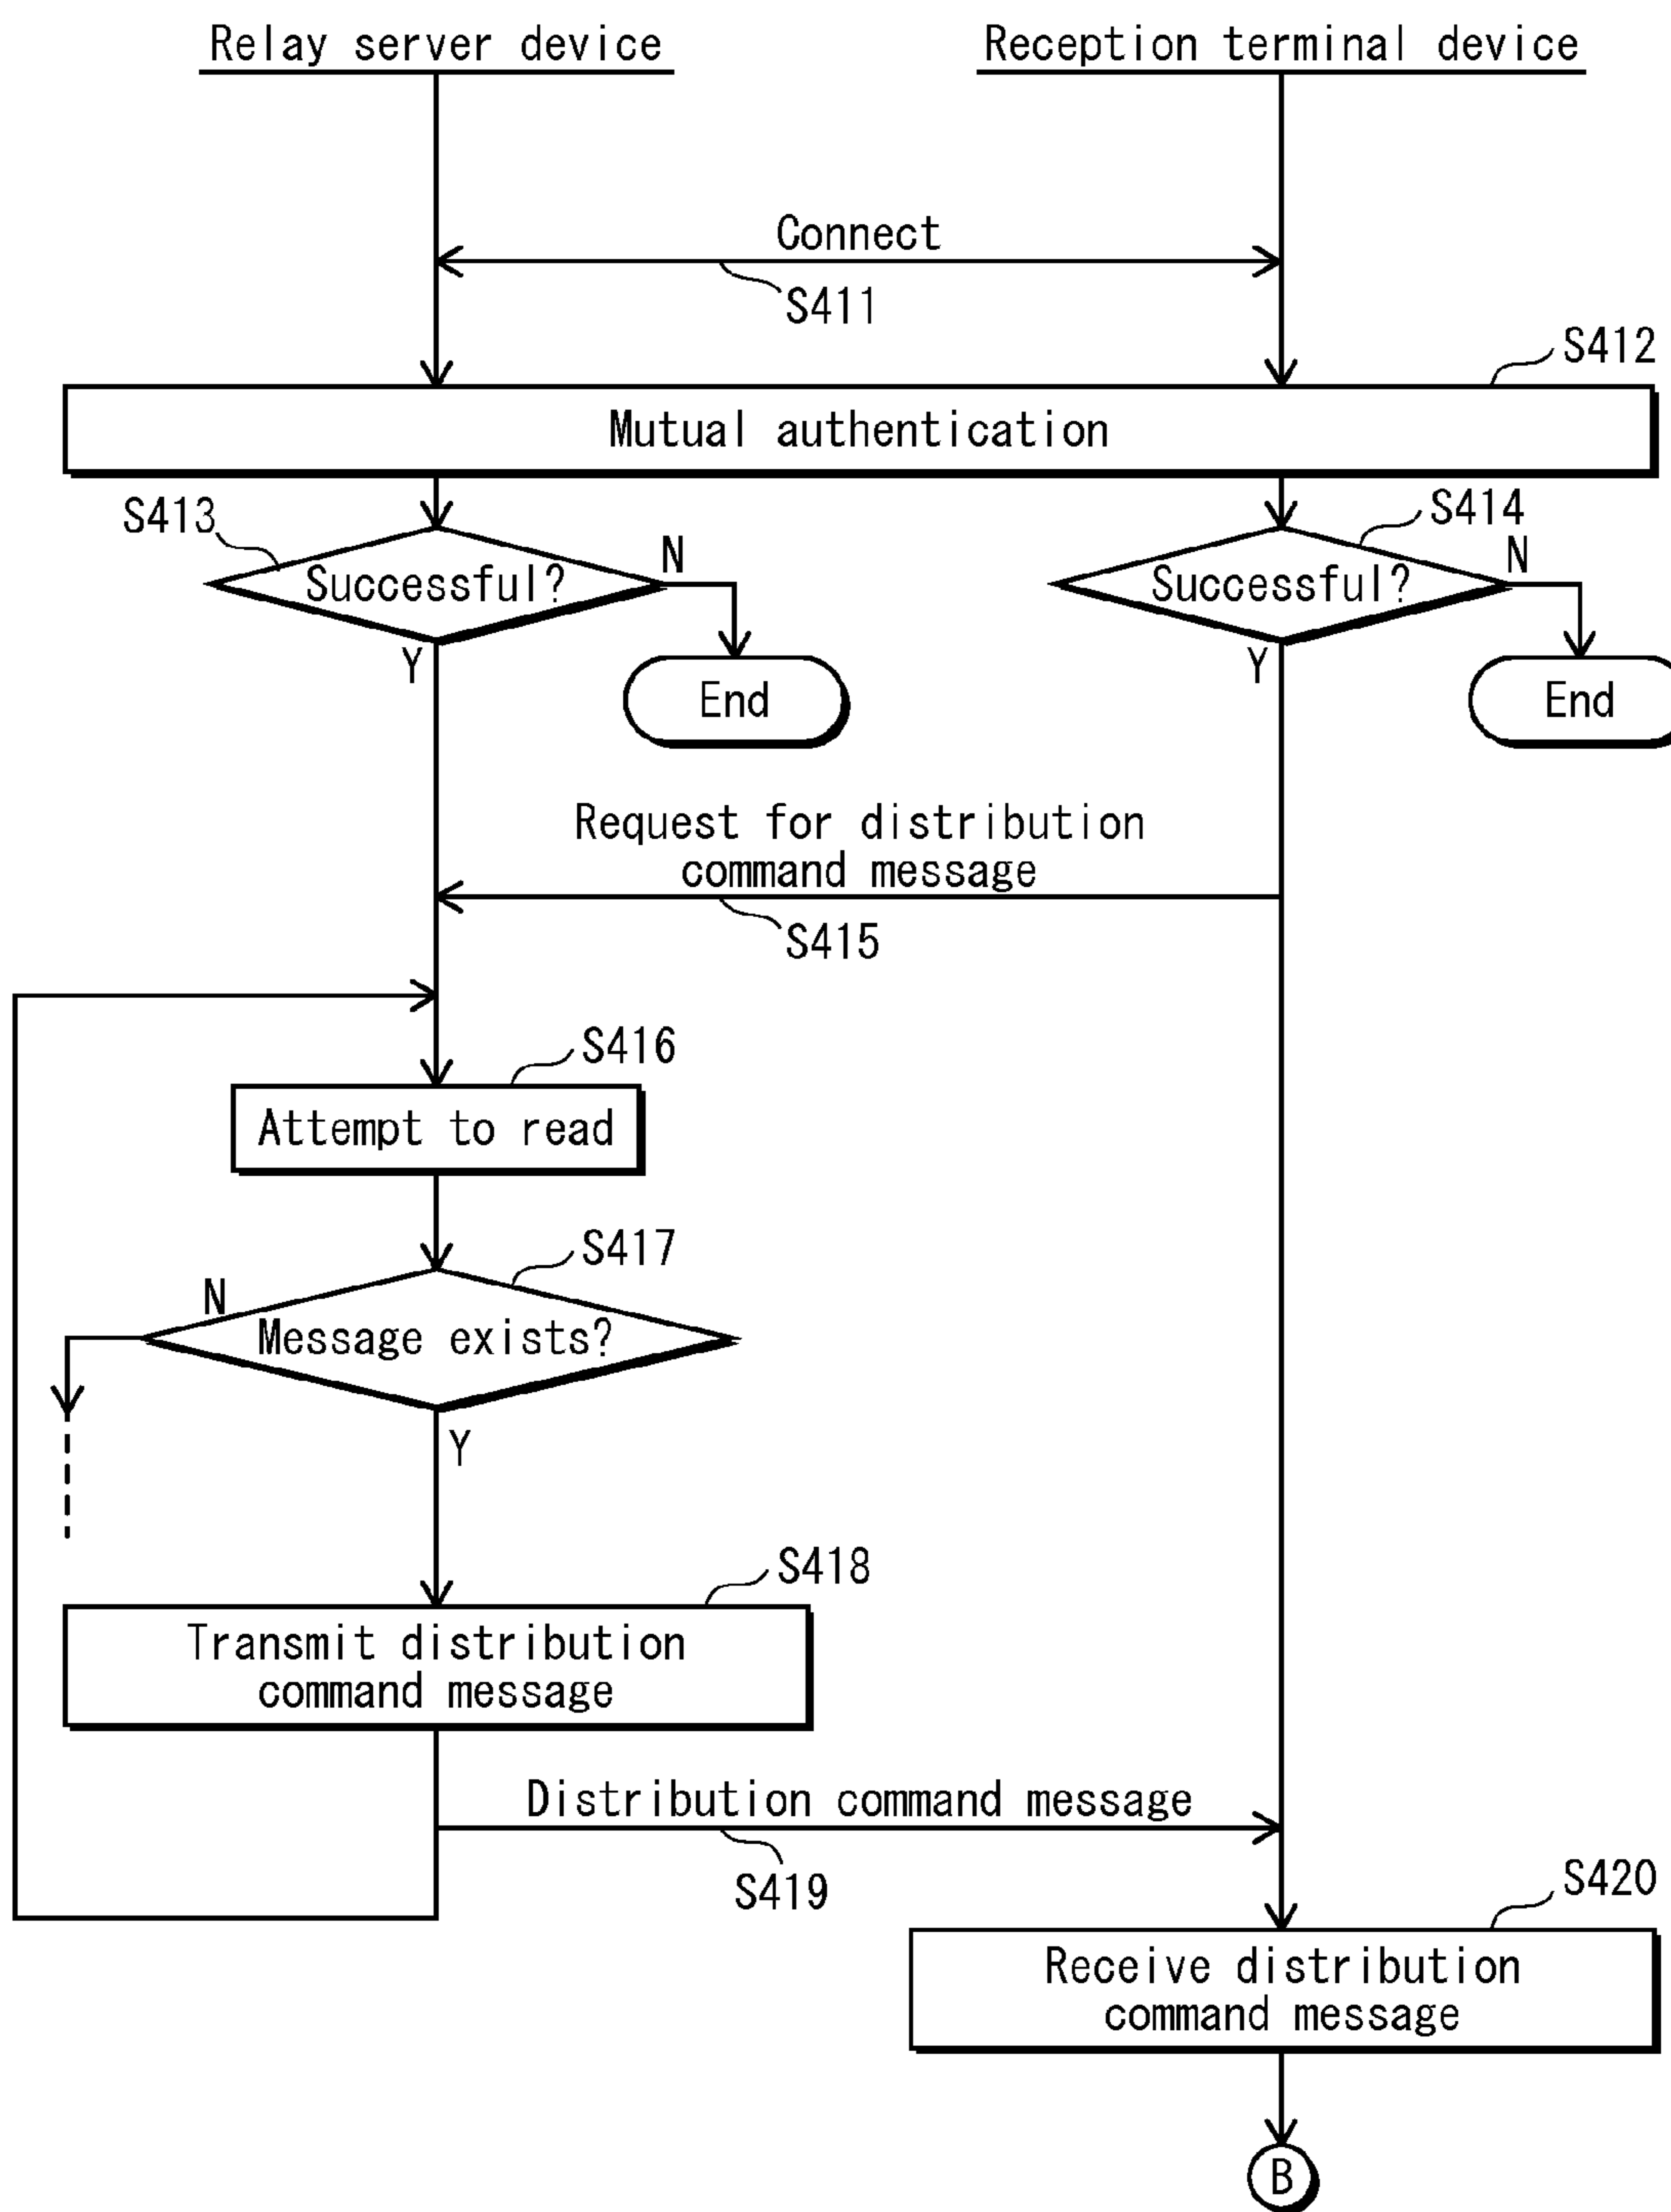 Relay server device
Reception terminal device
Connect
S411
S412
Mutual authentication
S413
S414
Successful?
N
Successful?
N
Y
End
Y
End
Request for distribution
command message
S415
S416
Attempt to read
S417
N
Message exists?
Y
S418
Transmit distribution
command message
Distribution command message
S419
S420
Receive distribution
command message
B